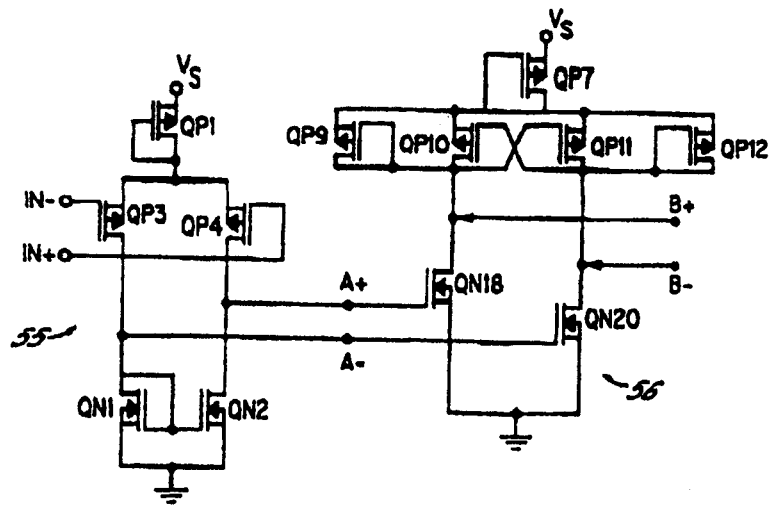 VS
QP7
VS
QP1
QP9
QP10
QP11
QP12
IN-
QP3
QP4
B+
IN+
A+
QN18
B-
55
A-
QN20
56
QN1
QN2